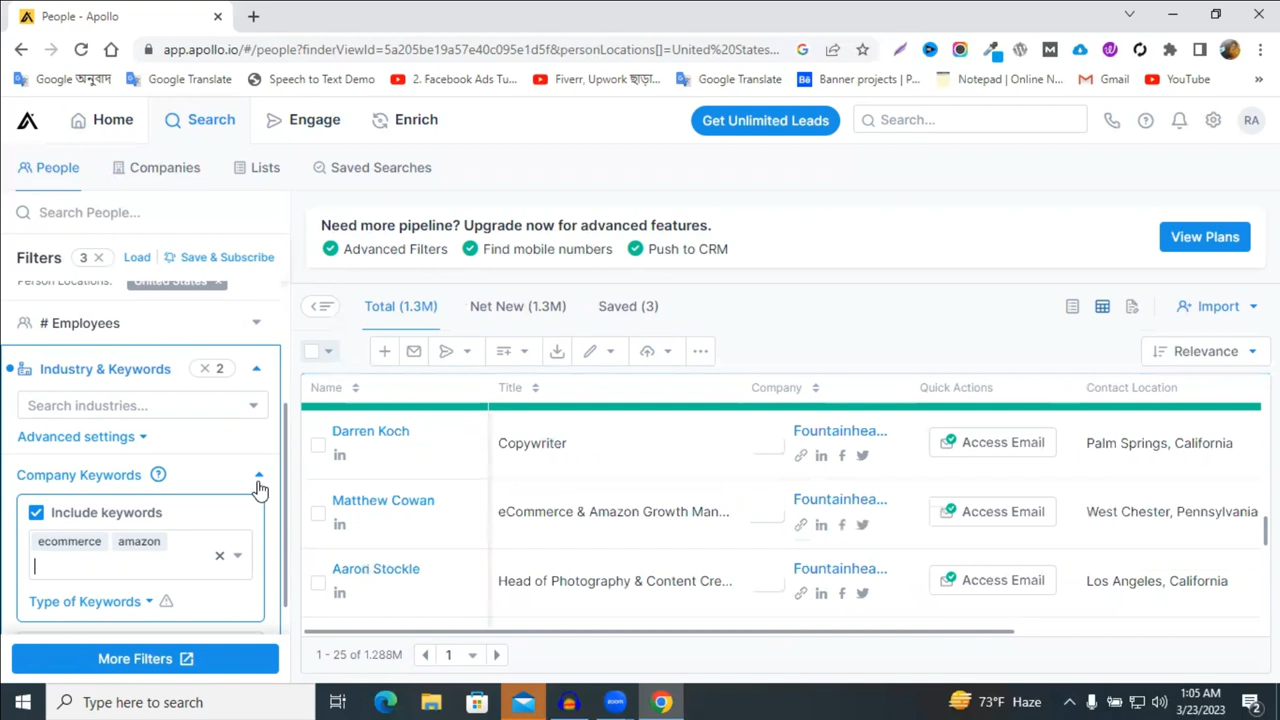 People - Apollo
app.apollo.io/#/people?finderViewId=5a205be19a57e40c095e1d5f&personLocations[]=United%20States...
Google অনুবাদ Google Translate Speech to Text Demo 2. Facebook Ads Tu... Fiverr, Upwork ছাড়া... Google Translate Banner projects | P... Notepad | Online N... Gmail YouTube »
Home Search Engage Enrich Get Unlimited Leads Search... RA
People Companies Lists Saved Searches
Search People...
Need more pipeline? Upgrade now for advanced features.
Advanced Filters Find mobile numbers Push to CRM
View Plans
Filters 3 Load Save & Subscribe
Person Locations: United States
# Employees
Industry & Keywords 2
Search industries...
Advanced settings
Company Keywords ?
Include keywords
ecommerce amazon
Type of Keywords
More Filters
Total (1.3M) Net New (1.3M) Saved (3) Import
Relevance
Name Title Company Quick Actions Contact Location
Darren Koch Copywriter Fountainhea... Access Email Palm Springs, California
Matthew Cowan eCommerce & Amazon Growth Man... Fountainhea... Access Email West Chester, Pennsylvania
Aaron Stockle Head of Photography & Content Cre... Fountainhea... Access Email Los Angeles, California
1 - 25 of 1.288M 1
Type here to search zoom 73°F Haze 1:05 AM
3/23/2023 2